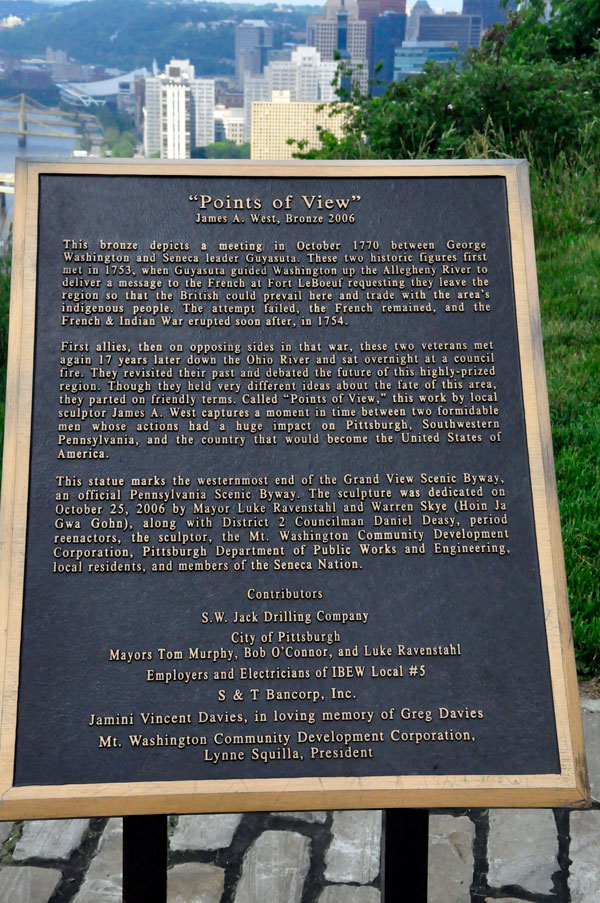 "Points of View"
James A. West, Bronze 2006
This bronze depicts a meeting in October 1770 between George
Washington and Seneca leader Guyasuta. These two historic figures first
met in 1753, when Guyasuta guided Washington up the Allegheny River to
deliver a message to the French at Fort LeBoeuf requesting they leave the
region so that the British could prevail here and trade with the area's
indigenous people. The attempt failed, the French remained, and the
French & Indian War erupted soon after, in 1754.
First allies, then on opposing sides in that war, these two veterans met
again 17 years later down the Ohio River and sat overnight at a council
fire. They revisited their past and debated the future of this highly-prized
region. Though they held very different ideas about the fate of this area,
they parted on friendly terms. Called "Points of View," this work by local
sculptor James A. West captures a moment in time between two formidable
men whose actions had a huge impact on Pittsburgh, Southwestern
Pennsylvania, and the country that would become the United States of
America.
This statue marks the westernmost end of the Grand View Scenic Byway,
an official Pennsylvania Scenic Byway. The sculpture was dedicated on
October 25, 2006 by Mayor Luke Ravenstahl and Warren Skye (Hoin Ja
Gwa Gohn), along with District 2 Councilman Daniel Deasy, period
reenactors, the sculptor, the Mt. Washington Community Development
Corporation, Pittsburgh Department of Public Works and Engineering,
local residents, and members of the Seneca Nation.
Contributors
S.W. Jack Drilling Company
City of Pittsburgh
Mayors Tom Murphy, Bob O'Connor, and Luke Ravenstahl
Employers and Electricians of IBEW Local #5
S & T Bancorp, Inc.
Jamini Vincent Davies, in loving memory of Greg Davies
Mt. Washington Community Development Corporation,
Lynne Squilla, President